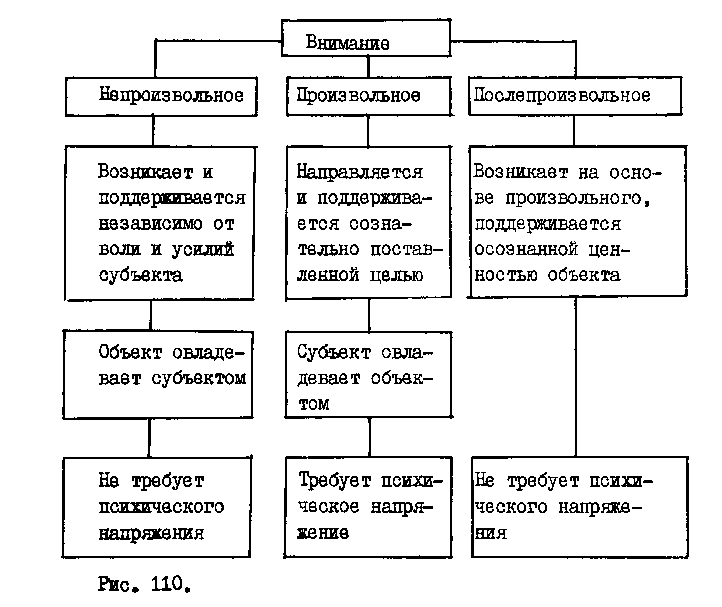 Внимание
Непроизвольное
Произвольное
Послепроизвольное
Возникает и
поддерживается
независимо от
воли и усилий
субъекта
Направляется
и поддержива-
ется созна-
тельно постав-
ленной целью
Возникает на осно-
ве произвольного,
поддерживается
осознанной цен-
ностью объекта
Объект овладе-
вает субъектом
Субъект овла-
девает объек-
том
Не требует
психического
напряжения
Требует психи-
ческое напря-
жение
Не требует психи-
ческого напряже-
ния
Рис. 110.